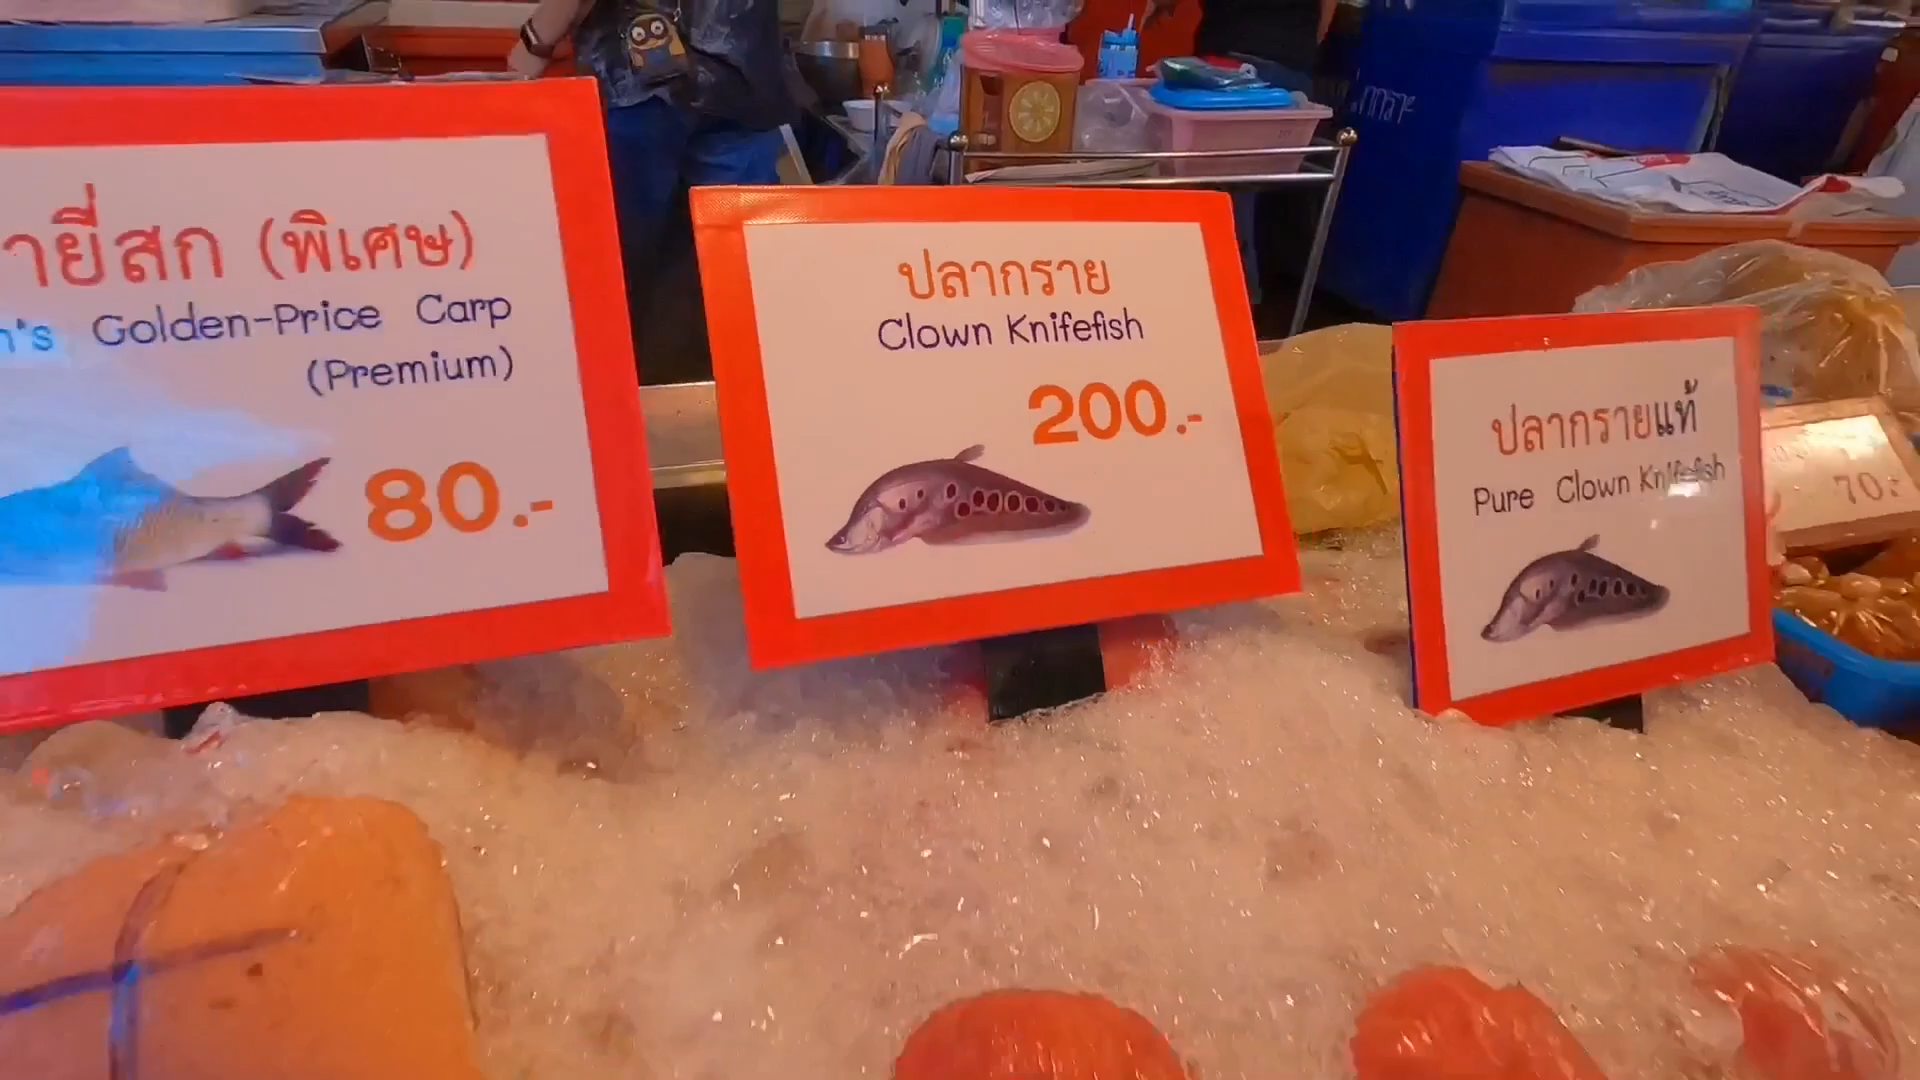 ายี่สก (พิเศษ)
n's Golden-Price Carp
(Premium)
80.-
ปลากราย
Clown Knifefish
200.-
ปลากรายแท้
Pure Clown Knifefish
70.-